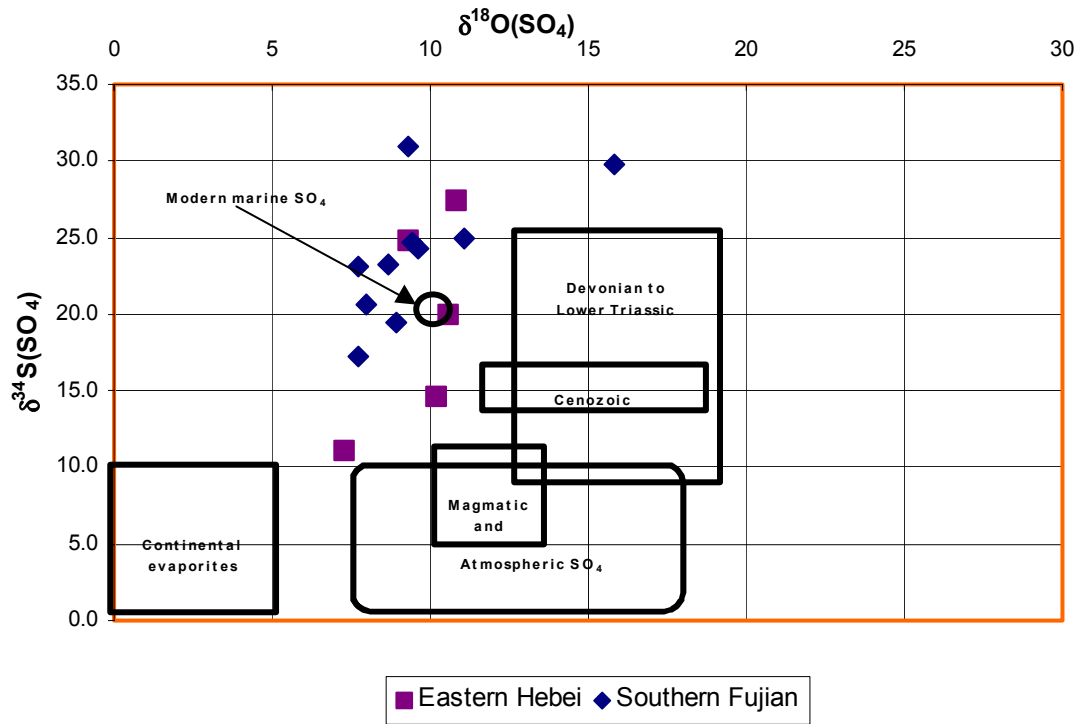 δ¹⁸O(SO₄)
0 5 10 15 20 25 30
35.0
30.0
25.0
20.0
15.0
10.0
5.0
0.0
δ³⁴S(SO₄)
Modern marine SO₄
Devonian to
Lower Triassic
Cenozoic
Magmatic
and
Atmospheric SO₄
Continental
evaporites
Eastern Hebei Southern Fujian